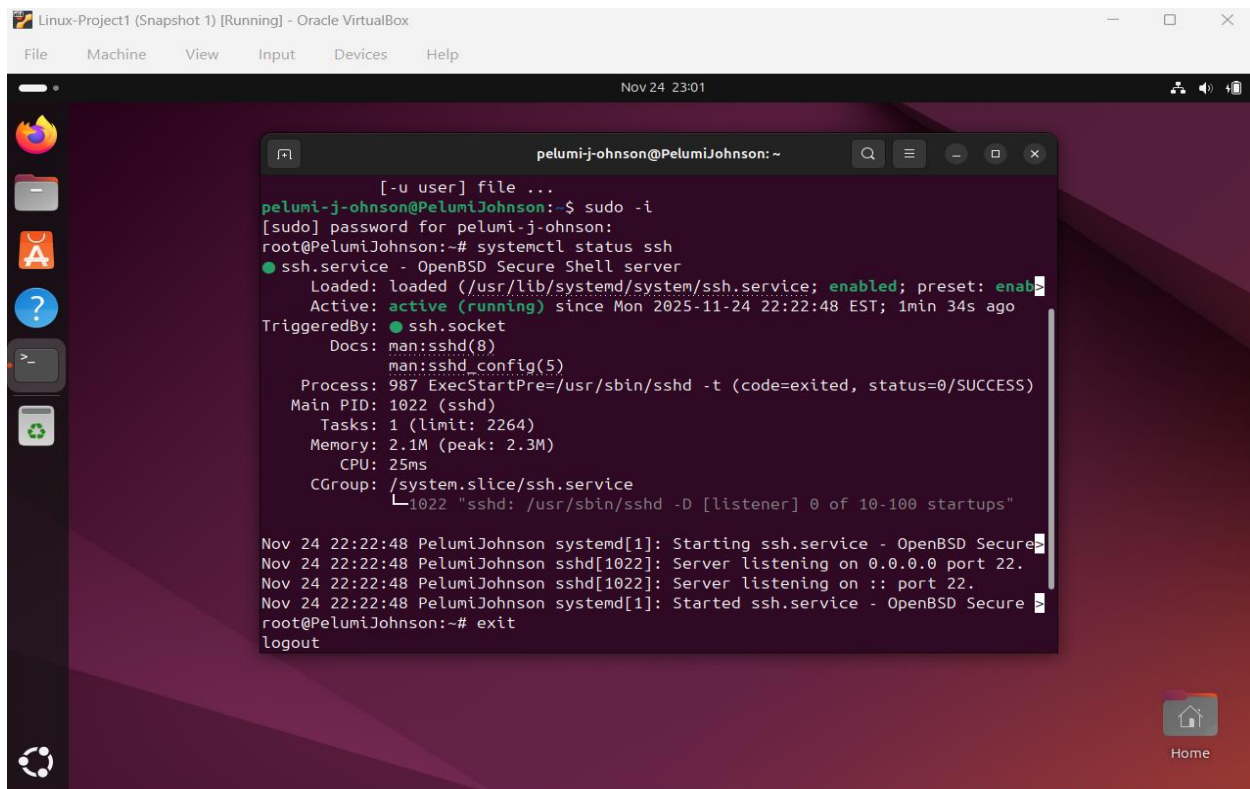 Linux-Project1 (Snapshot 1) [Running] - Oracle VirtualBox
File Machine View Input Devices Help
Nov 24 23:01
pelumi-j-ohnson@PelumiJohnson: ~
[-u user] file ...
pelumi-j-ohnson@PelumiJohnson:~$ sudo -i
[sudo] password for pelumi-j-ohnson:
root@PelumiJohnson:~# systemctl status ssh
● ssh.service - OpenBSD Secure Shell server
Loaded: loaded (/usr/lib/systemd/system/ssh.service; enabled; preset: enab>
Active: active (running) since Mon 2025-11-24 22:22:48 EST; 1min 34s ago
TriggeredBy: ● ssh.socket
Docs: man:sshd(8)
man:sshd_config(5)
Process: 987 ExecStartPre=/usr/sbin/sshd -t (code=exited, status=0/SUCCESS)
Main PID: 1022 (sshd)
Tasks: 1 (limit: 2264)
Memory: 2.1M (peak: 2.3M)
CPU: 25ms
CGroup: /system.slice/ssh.service
└─1022 "sshd: /usr/sbin/sshd -D [listener] 0 of 10-100 startups"
Nov 24 22:22:48 PelumiJohnson systemd[1]: Starting ssh.service - OpenBSD Secure>
Nov 24 22:22:48 PelumiJohnson sshd[1022]: Server listening on 0.0.0.0 port 22.
Nov 24 22:22:48 PelumiJohnson sshd[1022]: Server listening on :: port 22.
Nov 24 22:22:48 PelumiJohnson systemd[1]: Started ssh.service - OpenBSD Secure >
root@PelumiJohnson:~# exit
logout
Home